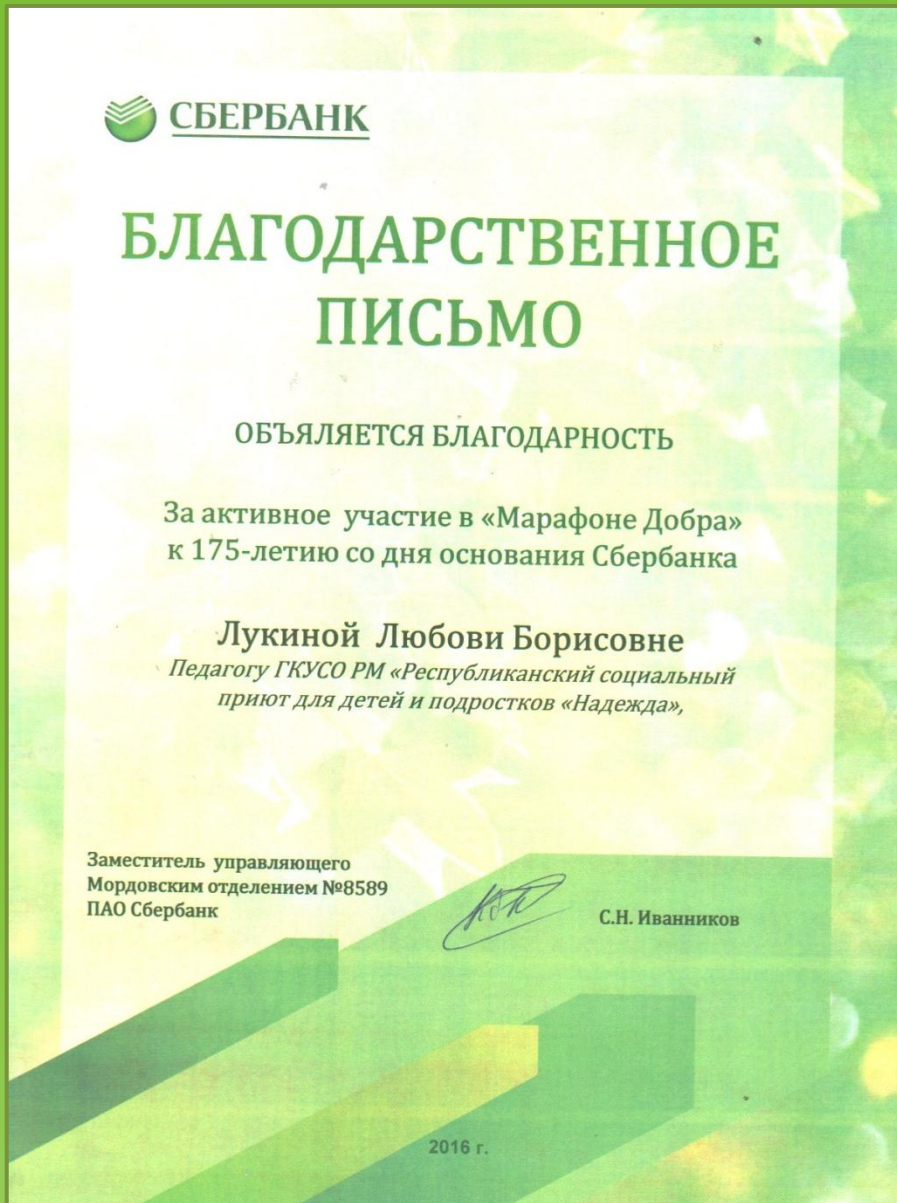 СБЕРБАНК
БЛАГОДАРСТВЕННОЕ
ПИСЬМО
ОБЪЯЛЯЕТСЯ БЛАГОДАРНОСТЬ
За активное участие в «Марафоне Добра»
к 175-летию со дня основания Сбербанка
Лукиной Любови Борисовне
Педагогу ГКУСО РМ «Республиканский социальный
приют для детей и подростков «Надежда»,
Заместитель управляющего
Мордовским отделением №8589
ПАО Сбербанк
С.Н. Иванников
2016 г.